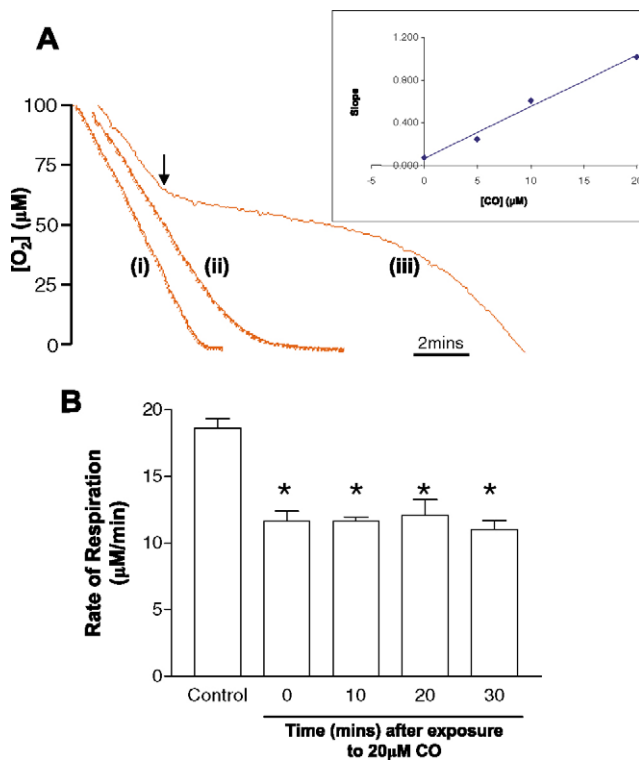 A
[O2] (µM)
100
75
50
25
0
(i)
(ii)
(iii)
2mins
Slope
1.200
0.800
0.400
0.000
-5
0
5
10
15
20
[CO] (µM)
B
Rate of Respiration
(µM/min)
20
15
10
5
0
* * * *
Control 0 10 20 30
Time (mins) after exposure
to 20µM CO